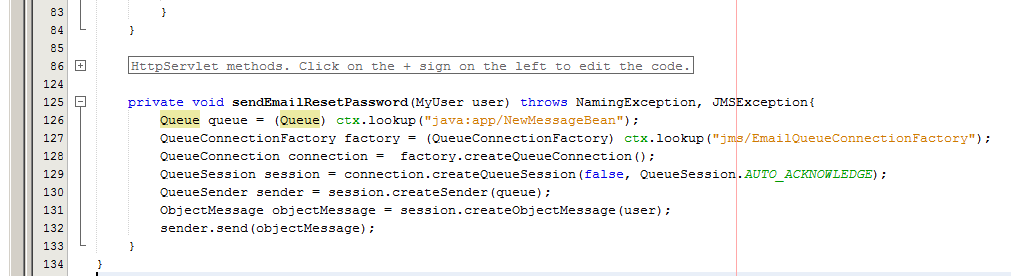 83 }
84 }
85
86 HttpServlet methods. Click on the + sign on the left to edit the code.
124
125 private void sendEmailResetPassword(MyUser user) throws NamingException, JMSException{
126 Queue queue = (Queue) ctx.lookup("java:app/NewMessageBean");
127 QueueConnectionFactory factory = (QueueConnectionFactory) ctx.lookup("jms/EmailQueueConnectionFactory");
128 QueueConnection connection =  factory.createQueueConnection();
129 QueueSession session = connection.createQueueSession(false, QueueSession.AUTO_ACKNOWLEDGE);
130 QueueSender sender = session.createSender(queue);
131 ObjectMessage objectMessage = session.createObjectMessage(user);
132 sender.send(objectMessage);
133 }
134 }